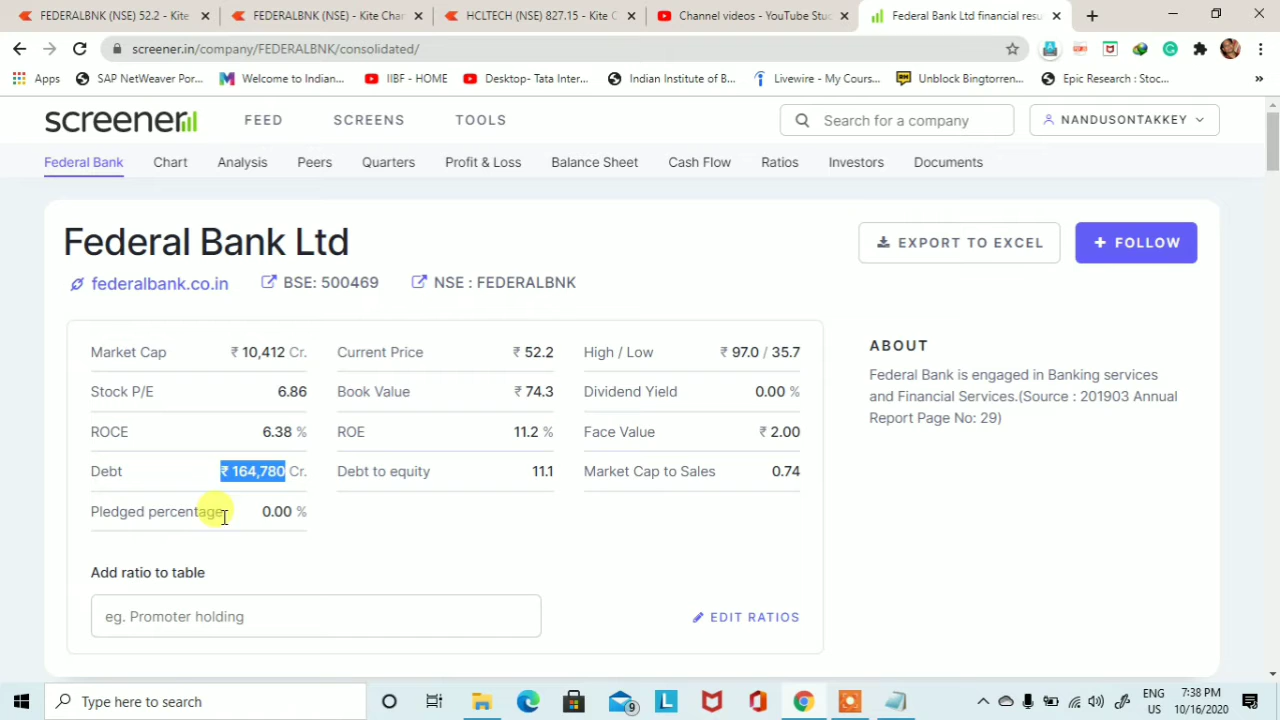 FEDERALBNK (NSE) 52.2 - Kite
FEDERALBNK (NSE) - Kite Char
HCLTECH (NSE) 827.15 - Kite C
Channel videos - YouTube Stu
Federal Bank Ltd financial resu
screener.in/company/FEDERALBNK/consolidated/
Apps
SAP NetWeaver Por...
Welcome to Indian...
IIBF - HOME
Desktop- Tata Inter...
Indian Institute of B...
Livewire - My Cours...
Unblock Bingtorren...
Epic Research : Stoc...
»
screener
FEED
SCREENS
TOOLS
Search for a company
NANDUSONTAKKEY
Federal Bank
Chart
Analysis
Peers
Quarters
Profit & Loss
Balance Sheet
Cash Flow
Ratios
Investors
Documents
Federal Bank Ltd
EXPORT TO EXCEL
+ FOLLOW
federalbank.co.in
BSE: 500469
NSE : FEDERALBNK
Market Cap ₹ 10,412 Cr.
Current Price ₹ 52.2
High / Low ₹ 97.0 / 35.7
Stock P/E 6.86
Book Value ₹ 74.3
Dividend Yield 0.00 %
ROCE 6.38 %
ROE 11.2 %
Face Value ₹ 2.00
Debt ₹ 164,780 Cr.
Debt to equity 11.1
Market Cap to Sales 0.74
Pledged percentage 0.00 %
Add ratio to table
eg. Promoter holding
EDIT RATIOS
ABOUT
Federal Bank is engaged in Banking services
and Financial Services.(Source : 201903 Annual
Report Page No: 29)
Type here to search
9
L
ENG
US
7:38 PM
10/16/2020